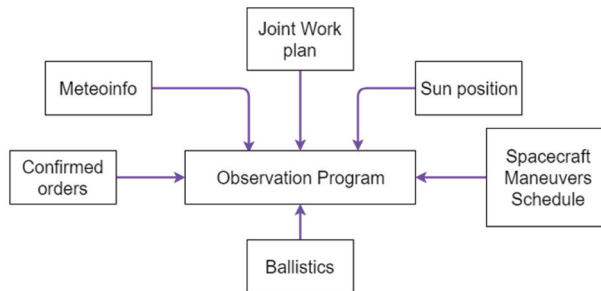 Joint Work
plan
Meteoinfo
Sun position
Confirmed
orders
Observation Program
Spacecraft
Maneuvers
Schedule
Ballistics